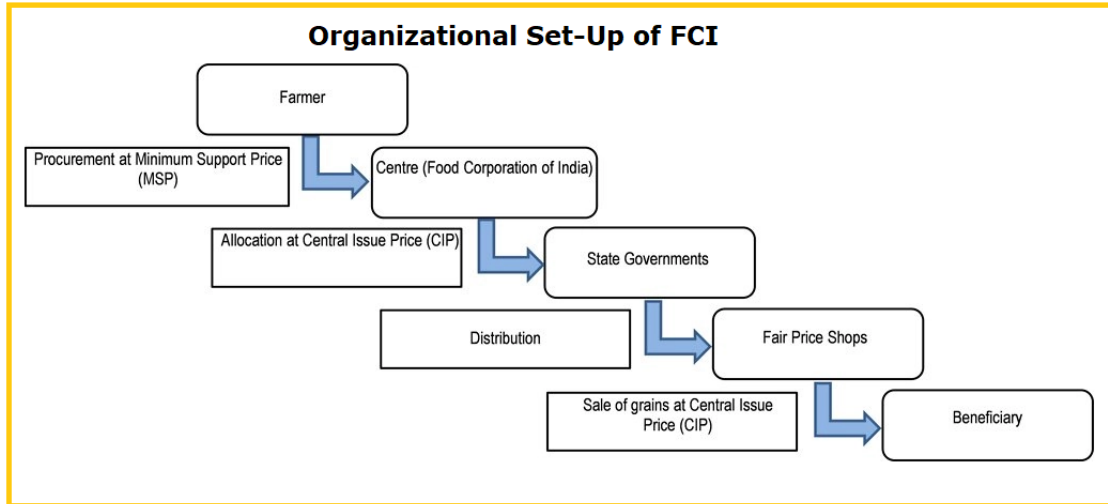 Organizational Set-Up of FCI
Farmer
Procurement at Minimum Support Price
(MSP)
Centre (Food Corporation of India)
Allocation at Central Issue Price (CIP)
State Governments
Distribution
Fair Price Shops
Sale of grains at Central Issue
Price (CIP)
Beneficiary